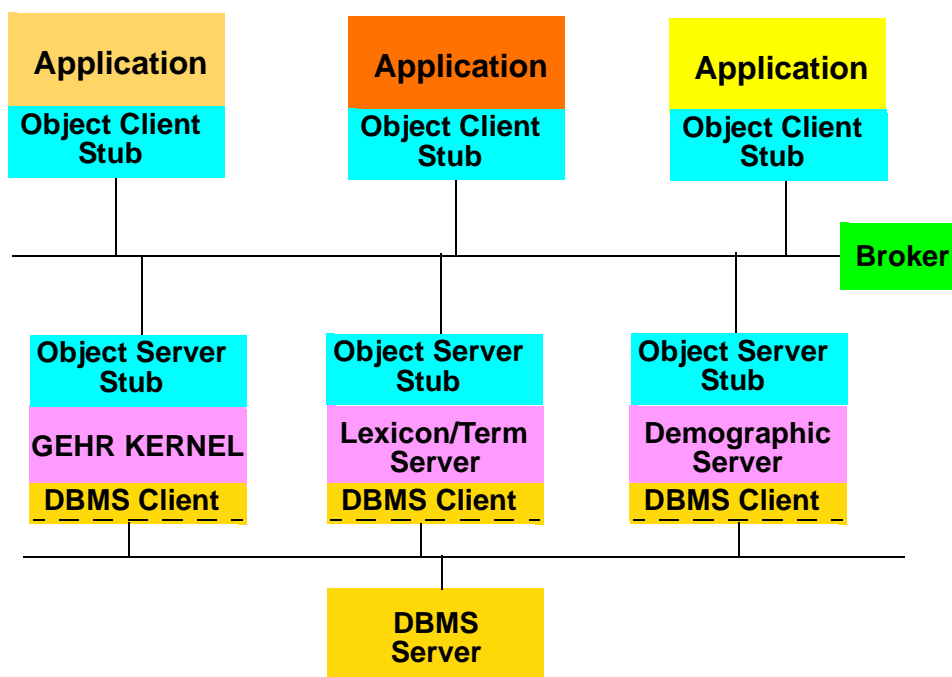 Application
Application
Application
Object Client
Stub
Object Client
Stub
Object Client
Stub
Broker
Object Server
Stub
Object Server
Stub
Object Server
Stub
GEHR KERNEL
Lexicon/Term
Server
Demographic
Server
DBMS Client
DBMS Client
DBMS Client
DBMS
Server